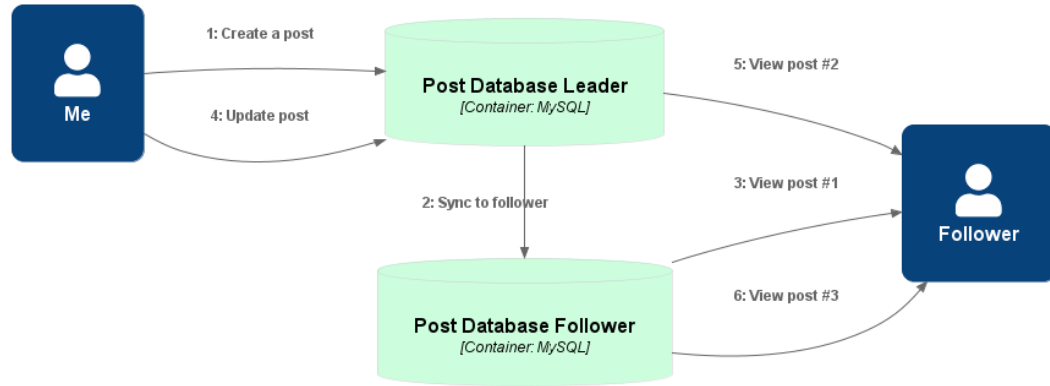 1: Create a post
Me
4: Update post
Post Database Leader
[Container: MySQL]
5: View post #2
2: Sync to follower
3: View post #1
Follower
6: View post #3
Post Database Follower
[Container: MySQL]